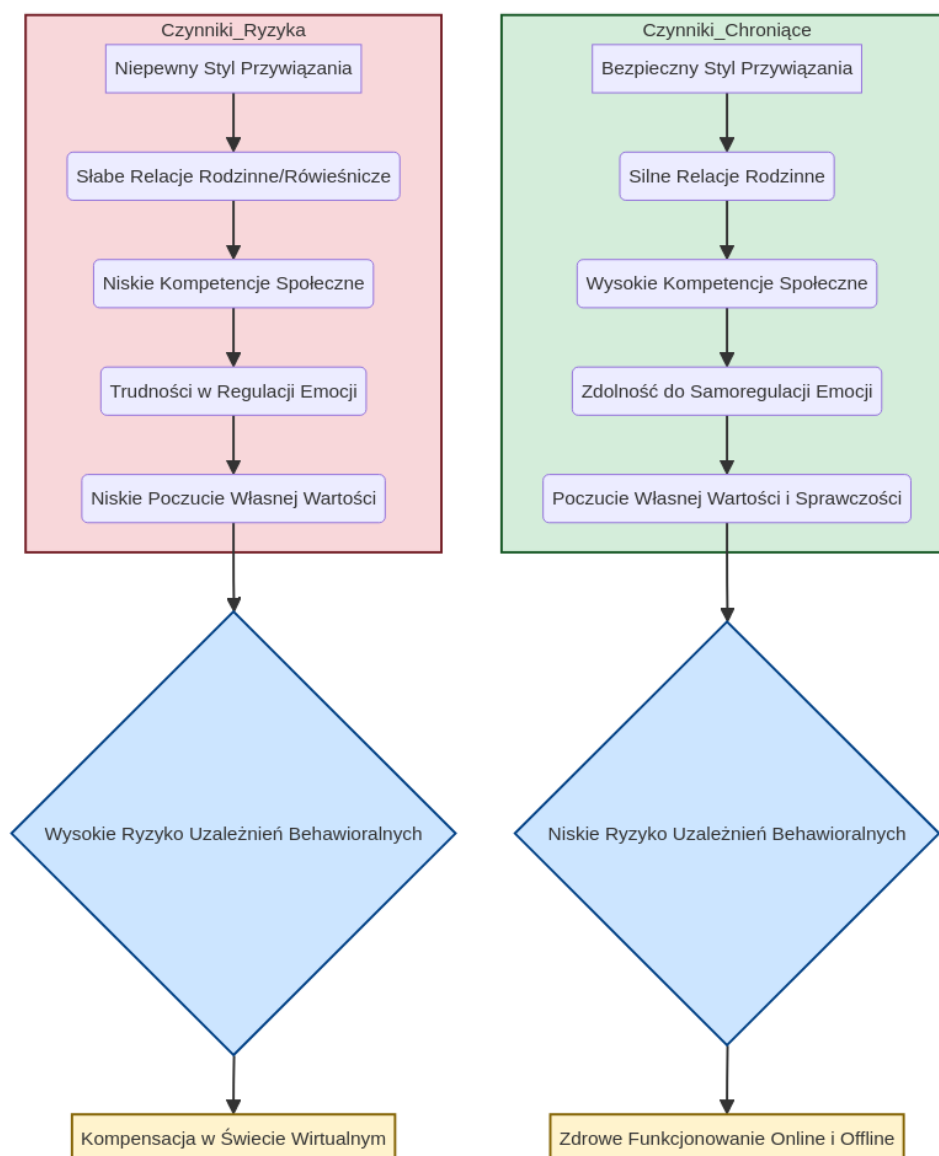 Czynniki_Ryzyka
Niepewny Styl Przywiązania
Słabe Relacje Rodzinne/Rówieśnicze
Niskie Kompetencje Społeczne
Trudności w Regulacji Emocji
Niskie Poczucie Własnej Wartości
Wysokie Ryzyko Uzależnień Behawioralnych
Kompensacja w Świecie Wirtualnym
Czynniki_Chroniące
Bezpieczny Styl Przywiązania
Silne Relacje Rodzinne
Wysokie Kompetencje Społeczne
Zdolność do Samoregulacji Emocji
Poczucie Własnej Wartości i Sprawczości
Niskie Ryzyko Uzależnień Behawioralnych
Zdrowe Funkcjonowanie Online i Offline